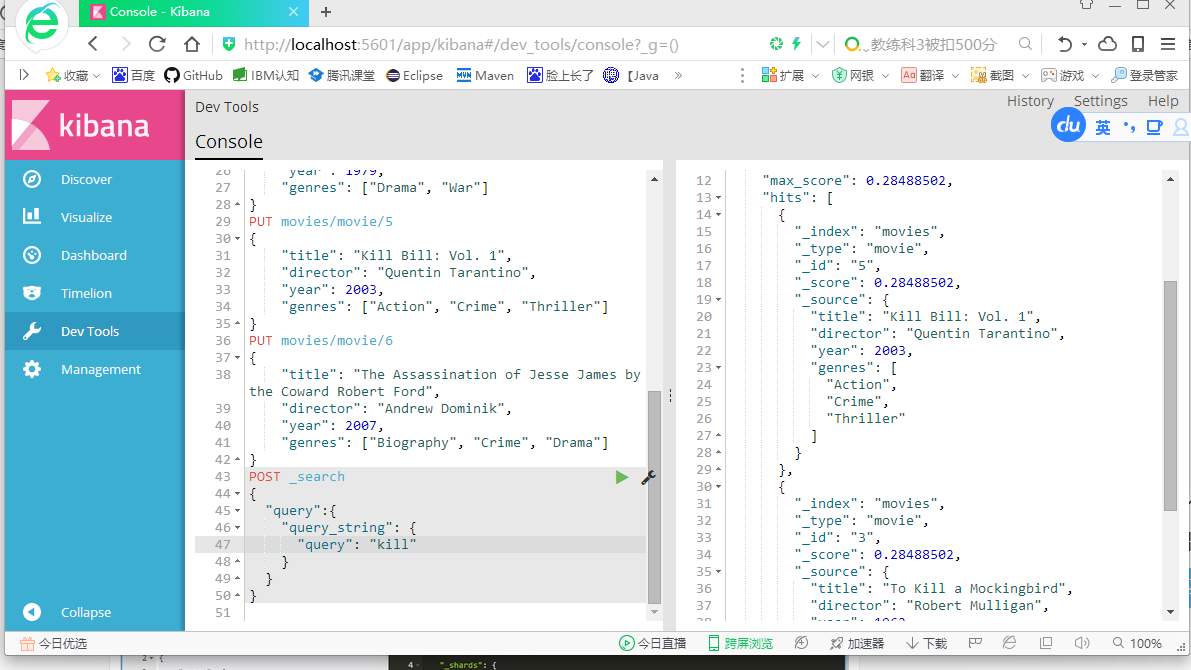 Console - Kibana
http://localhost:5601/app/kibana#/dev_tools/console?_g=()
教练科3被扣500分
收藏 百度 GitHub IBM认知 腾讯课堂 Eclipse Maven 脸上长了 【Java » 扩展 网银 翻译 截图 游戏 登录管家
kibana
Discover
Visualize
Dashboard
Timelion
Dev Tools
Management
Collapse
Dev Tools
History Settings Help
du 英
Console
26 "year": 1979,
27 "genres": ["Drama", "War"]
28 }
29 PUT movies/movie/5
30 {
31 "title": "Kill Bill: Vol. 1",
32 "director": "Quentin Tarantino",
33 "year": 2003,
34 "genres": ["Action", "Crime", "Thriller"]
35 }
36 PUT movies/movie/6
37 {
38 "title": "The Assassination of Jesse James by
the Coward Robert Ford",
39 "director": "Andrew Dominik",
40 "year": 2007,
41 "genres": ["Biography", "Crime", "Drama"]
42 }
43 POST _search
44 {
45 "query":{
46 "query_string": {
47 "query": "kill"
48 }
49 }
50 }
51
12 "max_score": 0.28488502,
13 "hits": [
14 {
15 "_index": "movies",
16 "_type": "movie",
17 "_id": "5",
18 "_score": 0.28488502,
19 "_source": {
20 "title": "Kill Bill: Vol. 1",
21 "director": "Quentin Tarantino",
22 "year": 2003,
23 "genres": [
24 "Action",
25 "Crime",
26 "Thriller"
27 ]
28 }
29 },
30 {
31 "_index": "movies",
32 "_type": "movie",
33 "_id": "3",
34 "_score": 0.28488502,
35 "_source": {
36 "title": "To Kill a Mockingbird",
37 "director": "Robert Mulligan",
38 "year": 1962
今日优选 今日直播 跨屏浏览 加速器 下载 100%
2 {
4 "_shards": {